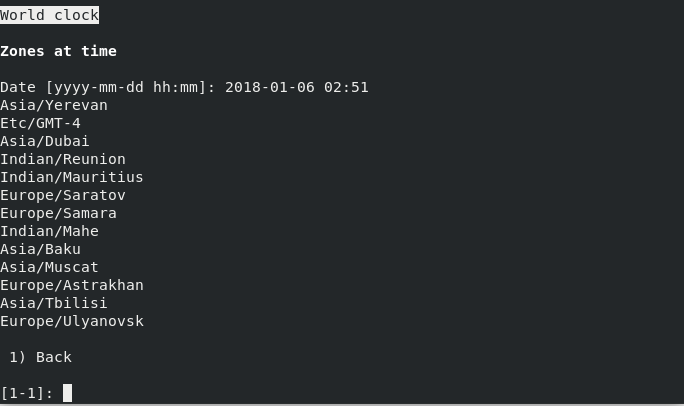 World clock
Zones at time
Date [yyyy-mm-dd hh:mm]: 2018-01-06 02:51
Asia/Yerevan
Etc/GMT-4
Asia/Dubai
Indian/Reunion
Indian/Mauritius
Europe/Saratov
Europe/Samara
Indian/Mahe
Asia/Baku
Asia/Muscat
Europe/Astrakhan
Asia/Tbilisi
Europe/Ulyanovsk
1) Back
[1-1]: